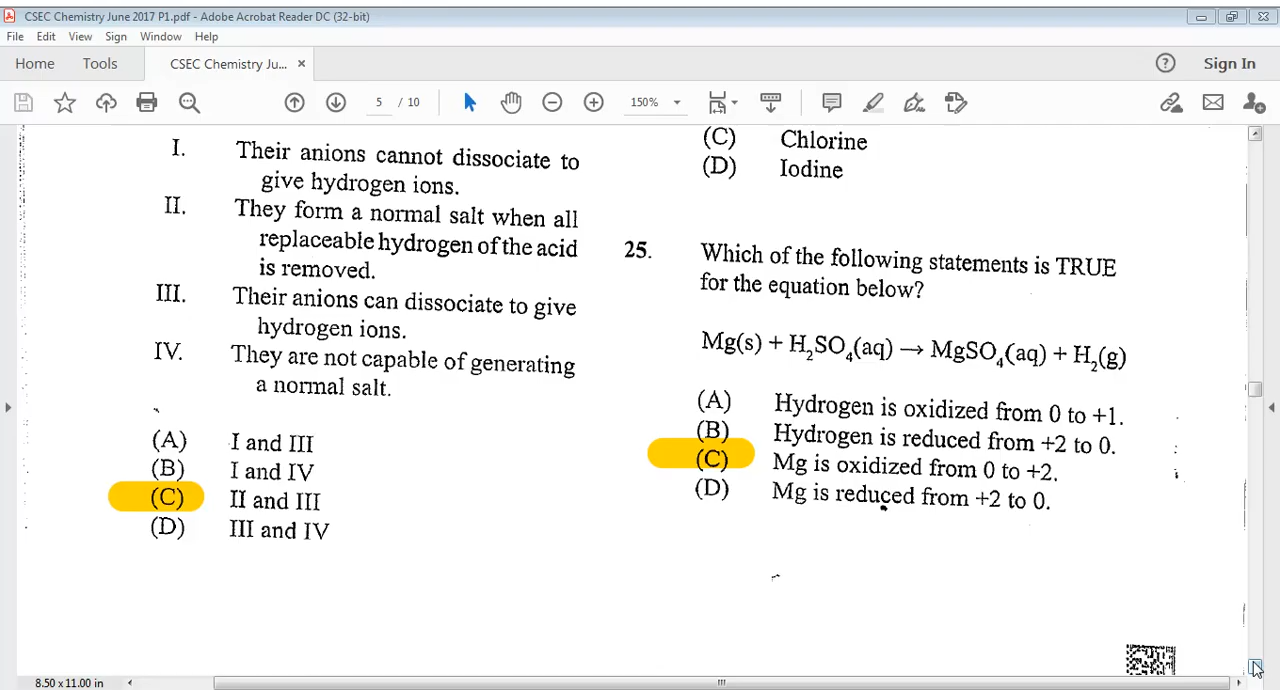 CSEC Chemistry June 2017 P1.pdf - Adobe Acrobat Reader DC (32-bit)
File Edit View Sign Window Help
Home Tools CSEC Chemistry Ju... × Sign In
5 / 10 150%
I. Their anions cannot dissociate to
give hydrogen ions.
II. They form a normal salt when all
replaceable hydrogen of the acid
is removed.
III. Their anions can dissociate to give
hydrogen ions.
IV. They are not capable of generating
a normal salt.
(A) I and III
(B) I and IV
(C) II and III
(D) III and IV
(C) Chlorine
(D) Iodine
25. Which of the following statements is TRUE
for the equation below?
Mg(s) + H₂SO₄(aq) → MgSO₄(aq) + H₂(g)
(A) Hydrogen is oxidized from 0 to +1.
(B) Hydrogen is reduced from +2 to 0.
(C) Mg is oxidized from 0 to +2.
(D) Mg is reduced from +2 to 0.
8.50 x 11.00 in